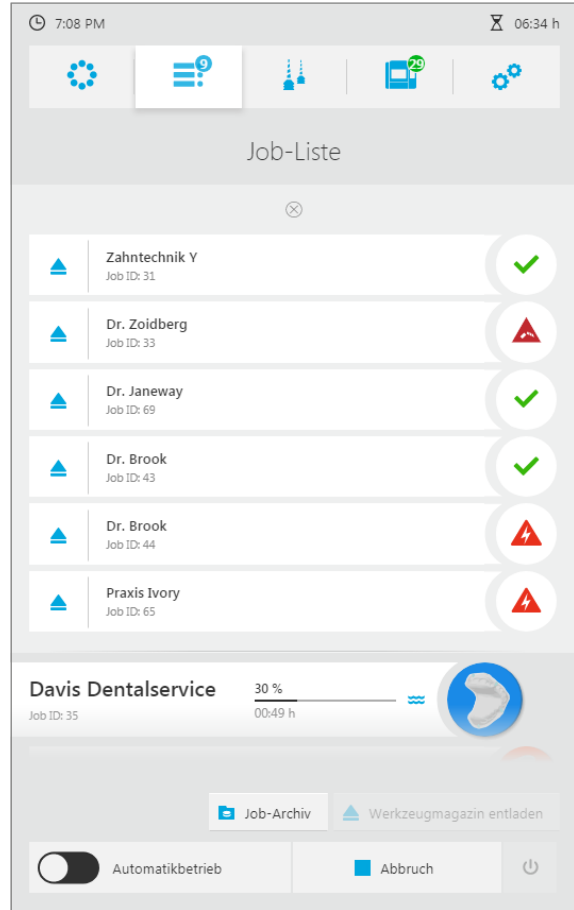 7:08 PM
06:34 h
9
29
Job-Liste
Zahntechnik Y
Job ID: 31
Dr. Zoidberg
Job ID: 33
Dr. Janeway
Job ID: 69
Dr. Brook
Job ID: 43
Dr. Brook
Job ID: 44
Praxis Ivory
Job ID: 65
Davis Dentalservice
30 %
Job ID: 35
00:49 h
Job-Archiv
Werkzeugmagazin entladen
Automatikbetrieb
Abbruch